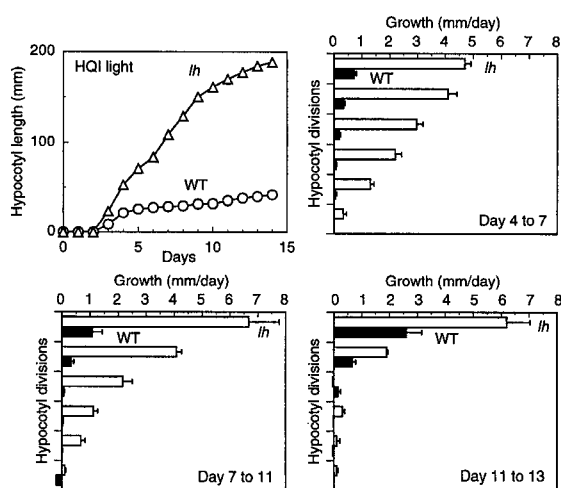 HQI light
lh
WT
Hypocotyl length (mm)
200
100
0
0 5 10 15
Days
Growth (mm/day)
0 1 2 3 4 5 6 7 8
lh
WT
Hypocotyl divisions
Day 4 to 7
Growth (mm/day)
0 1 2 3 4 5 6 7 8
WT
lh
Hypocotyl divisions
Day 7 to 11
Growth (mm/day)
0 1 2 3 4 5 6 7 8
WT
lh
Hypocotyl divisions
Day 11 to 13